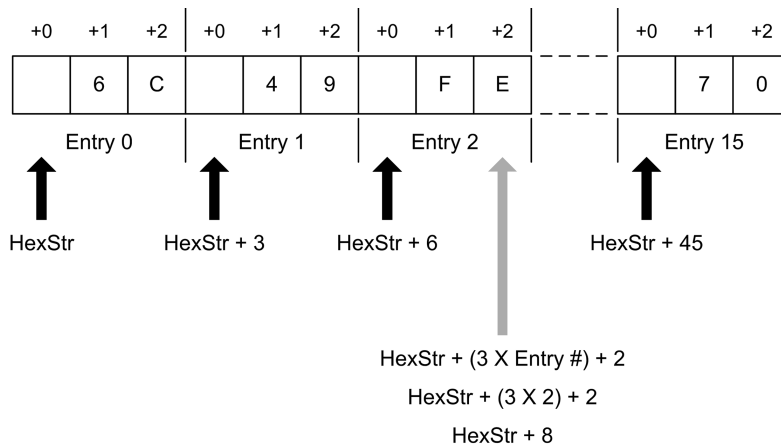 +0 +1 +2 +0 +1 +2 +0 +1 +2 +0 +1 +2
6 C 4 9 F E 7 0
Entry 0 Entry 1 Entry 2 Entry 15
HexStr HexStr + 3 HexStr + 6 HexStr + 45
HexStr + (3 X Entry #) + 2
HexStr + (3 X 2) + 2
HexStr + 8